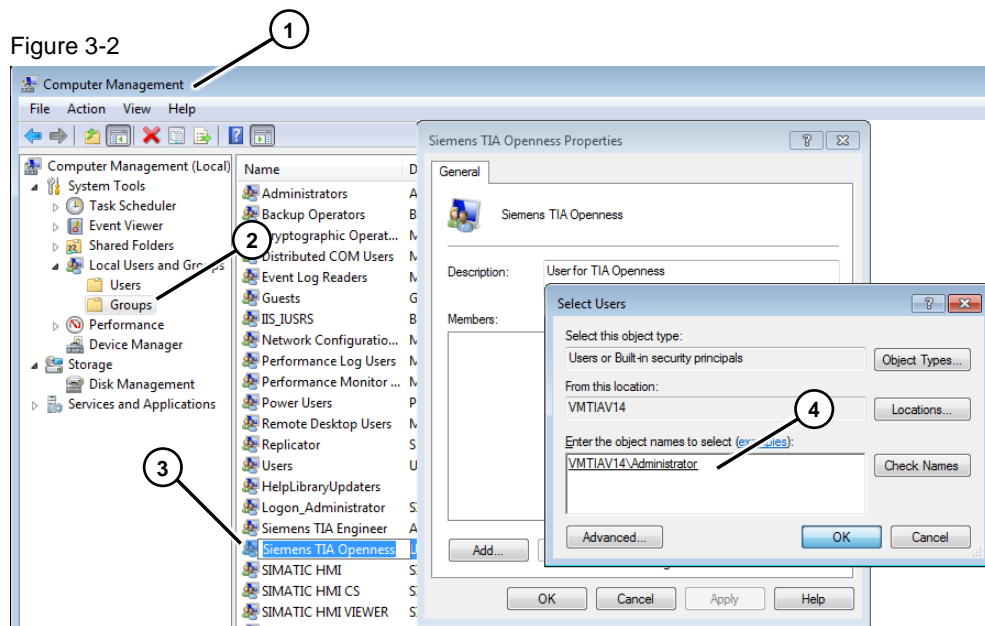 1
Figure 3-2
Computer Management
File Action View Help
Computer Management (Local)
System Tools
Task Scheduler
Event Viewer
Shared Folders
Local Users and
Users
Groups
Performance
Device Manager
Storage
Disk Management
Services and Applications
2
3
Name D
Administrators A
Backup Operators B
Operat...
Distributed COM Users M
Event Log Readers M
Guests G
IIS_IUSRS B
Network Configuratio... M
Performance Log Users M
Performance Monitor ... M
Power Users P
Remote Desktop Users M
Replicator S
Users U
HelpLibraryUpdaters
Logon_Administrator S
Siemens TIA Engineer A
Siemens TIA Openness U
SIMATIC HMI S
SIMATIC HMI CS S
SIMATIC HMI VIEWER S
Siemens TIA Openness Properties
General
Siemens TIA Openness
Description: User for TIA Openness
Members:
Add...
OK Cancel Apply Help
Select Users
Select this object type:
Users or Built-in security principals Object Types...
From this location:
VMTIAV14 Locations...
4
Enter the object names to select (examples):
VMTIAV14\Administrator Check Names
Advanced... OK Cancel